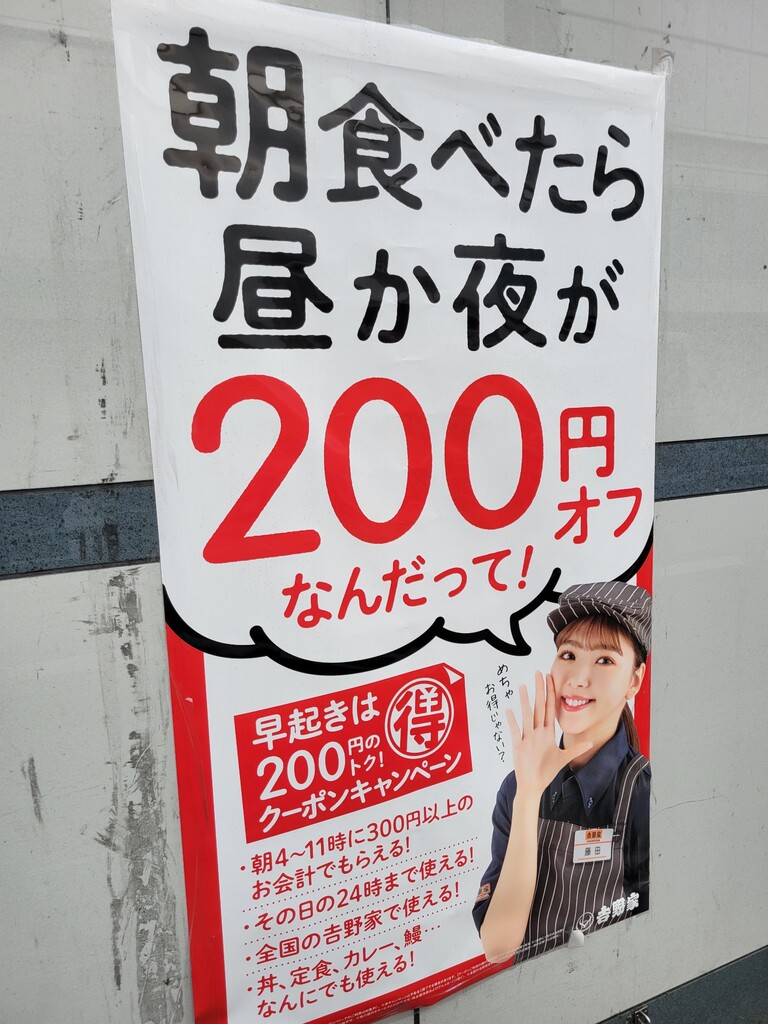 朝食べたら
昼か夜が
200円
オフ
なんだって!
めちゃ
お得じゃない?
早起きは
200円の
トク!
得
クーポンキャンペーン
・朝4〜11時に300円以上の
お会計でもらえる!
・その日の24時まで使える!
・全国の吉野家で使える!
・丼、定食、カレー、鰻…
なんにでも使える!
吉野家
藤田
吉野家